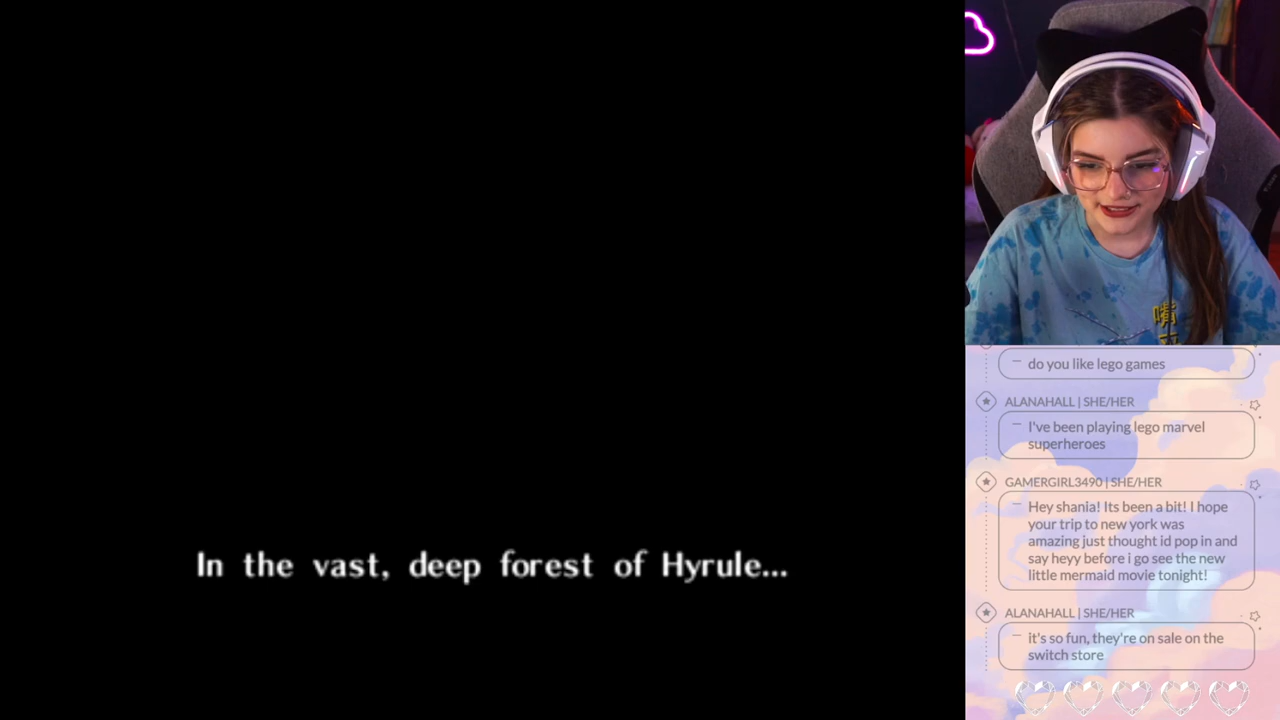 In the vast, deep forest of Hyrule...
do you like lego games
ALANAHALL | SHE/HER
I've been playing lego marvel
superheroes
GAMERGIRL3490 | SHE/HER
Hey shania! Its been a bit! I hope
your trip to new york was
amazing just thought id pop in and
say heyy before i go see the new
little mermaid movie tonight!
ALANAHALL | SHE/HER
it's so fun, they're on sale on the
switch store